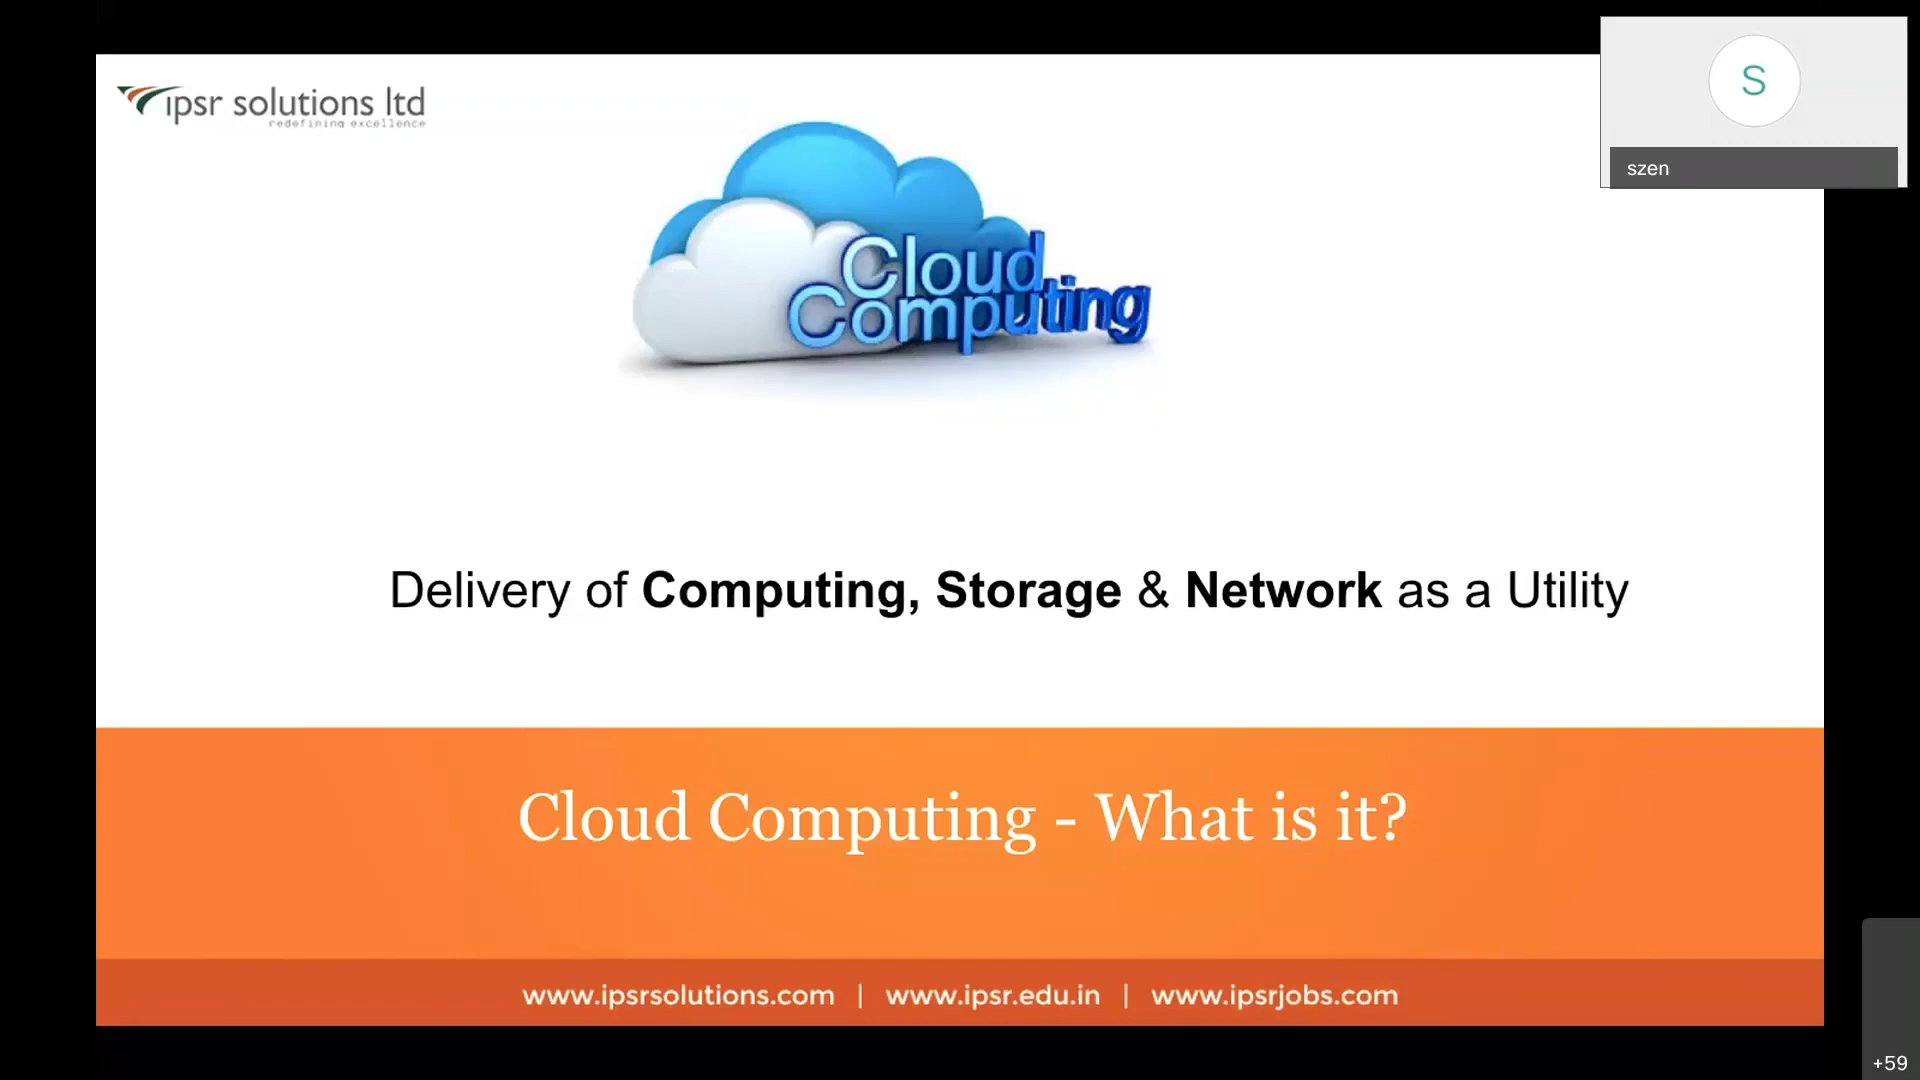 ipsr solutions ltd
redefining excellence
S
szen
Cloud
Computing
Delivery of Computing, Storage & Network as a Utility
Cloud Computing - What is it?
www.ipsrsolutions.com | www.ipsr.edu.in | www.ipsrjobs.com
+59